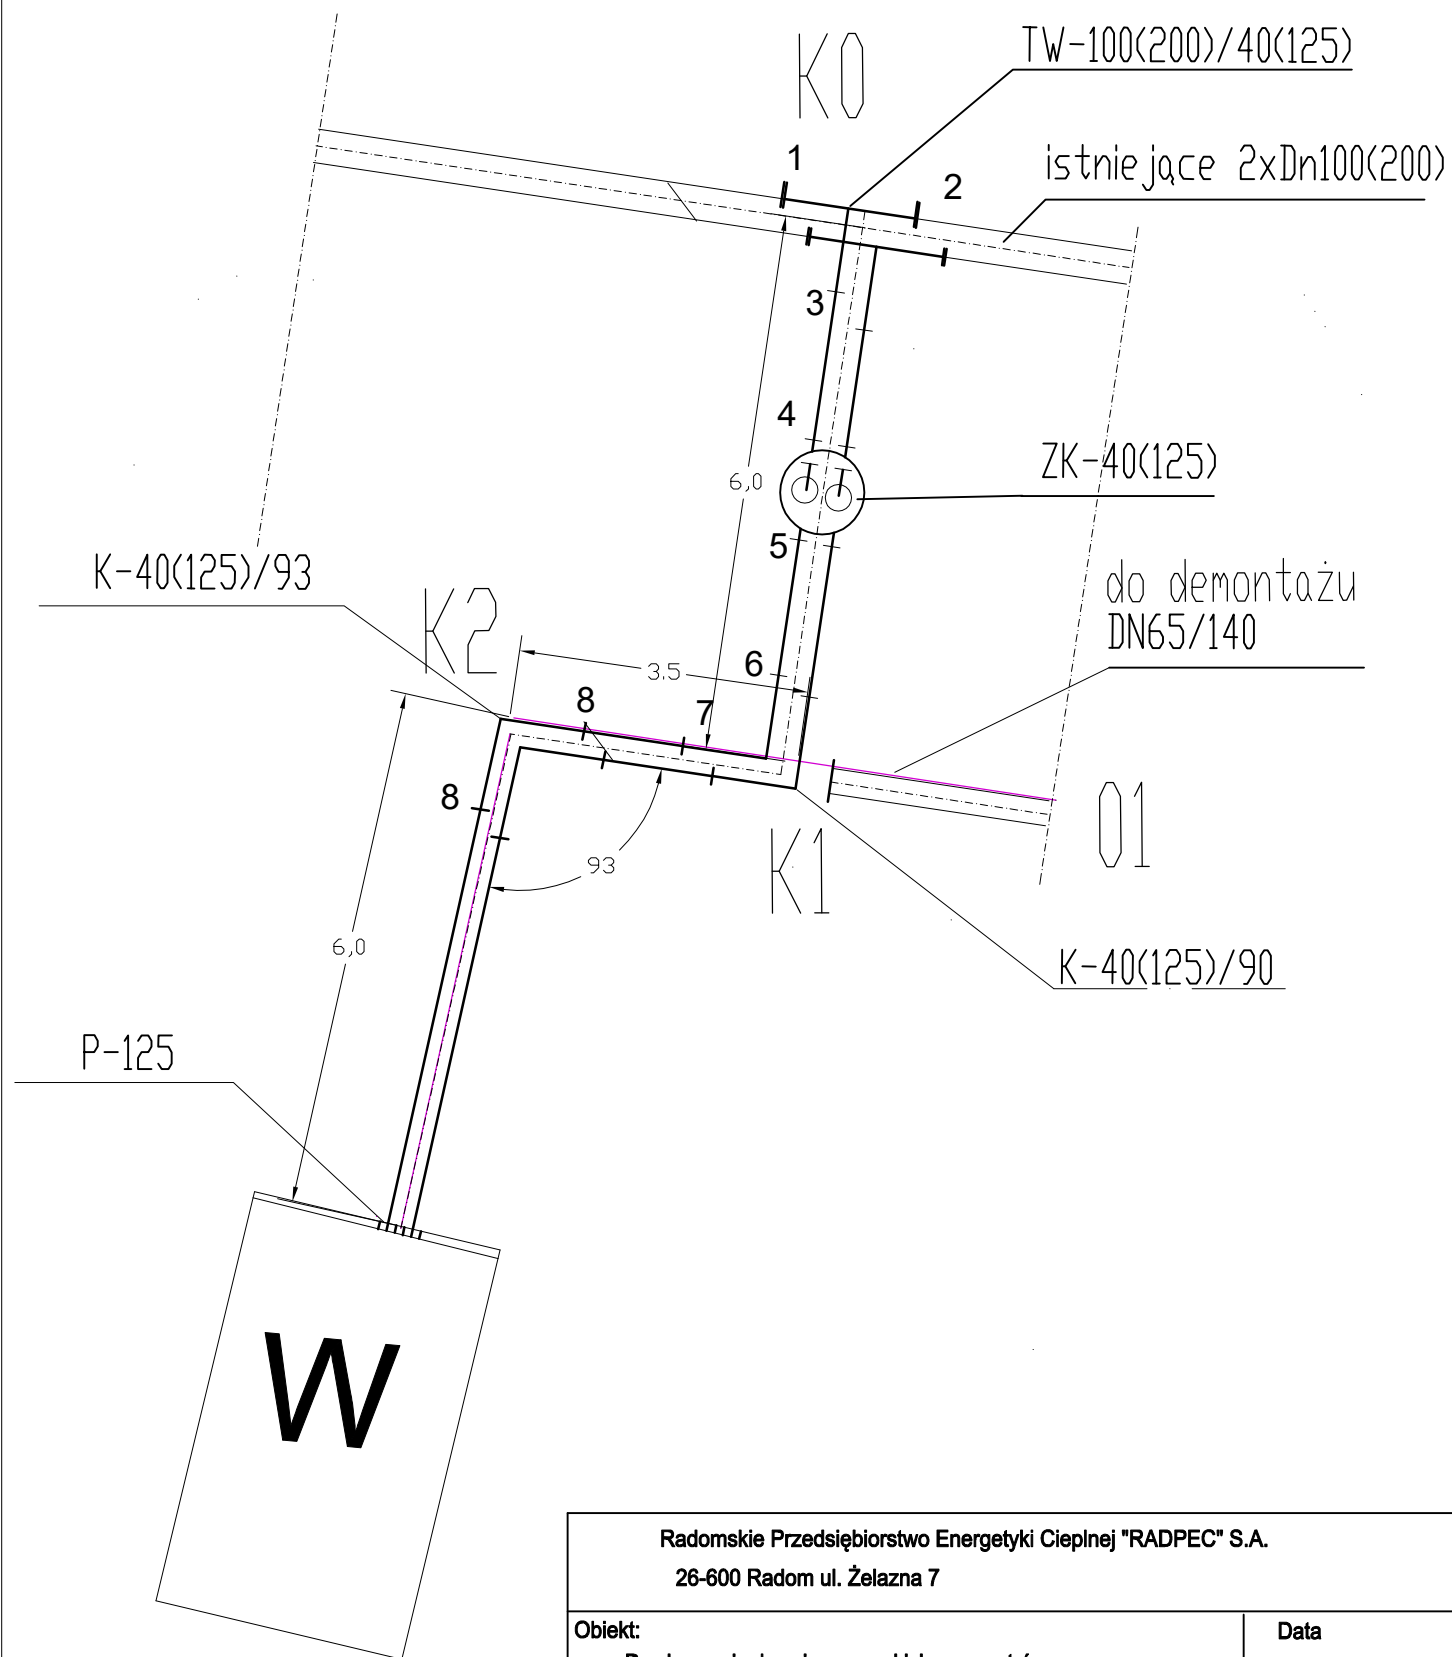 K0
TW-100(200)/40(125)
1
2
istniejące 2xDn100(200)
3
4
6,0
ZK-40(125)
5
K-40(125)/93
K2
do demontażu
DN65/140
6
3.5
8
7
8
93
K1
01
6,0
K-40(125)/90
P-125
W
Radomskie Przedsiębiorstwo Energetyki Cieplnej "RADPEC" S.A.
26-600 Radom ul. Żelazna 7
Obiekt:
Data